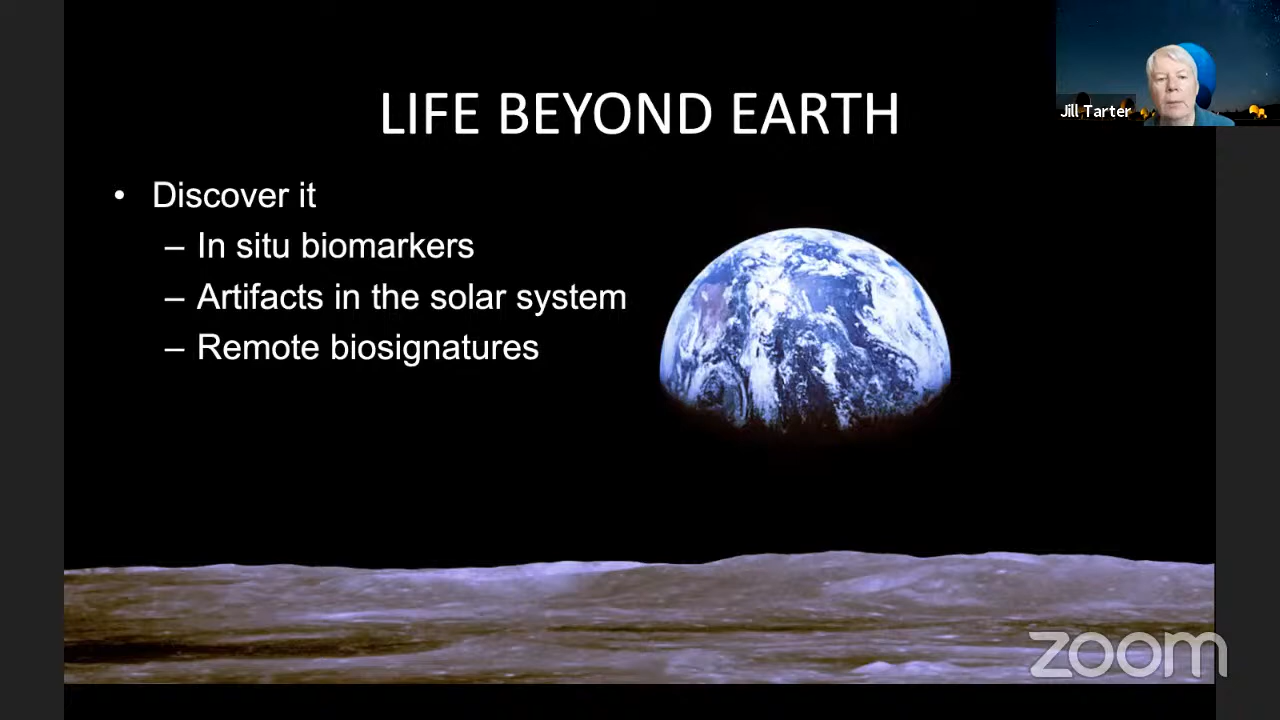 LIFE BEYOND EARTH
Jill Tarter
• Discover it
– In situ biomarkers
– Artifacts in the solar system
– Remote biosignatures
zoom